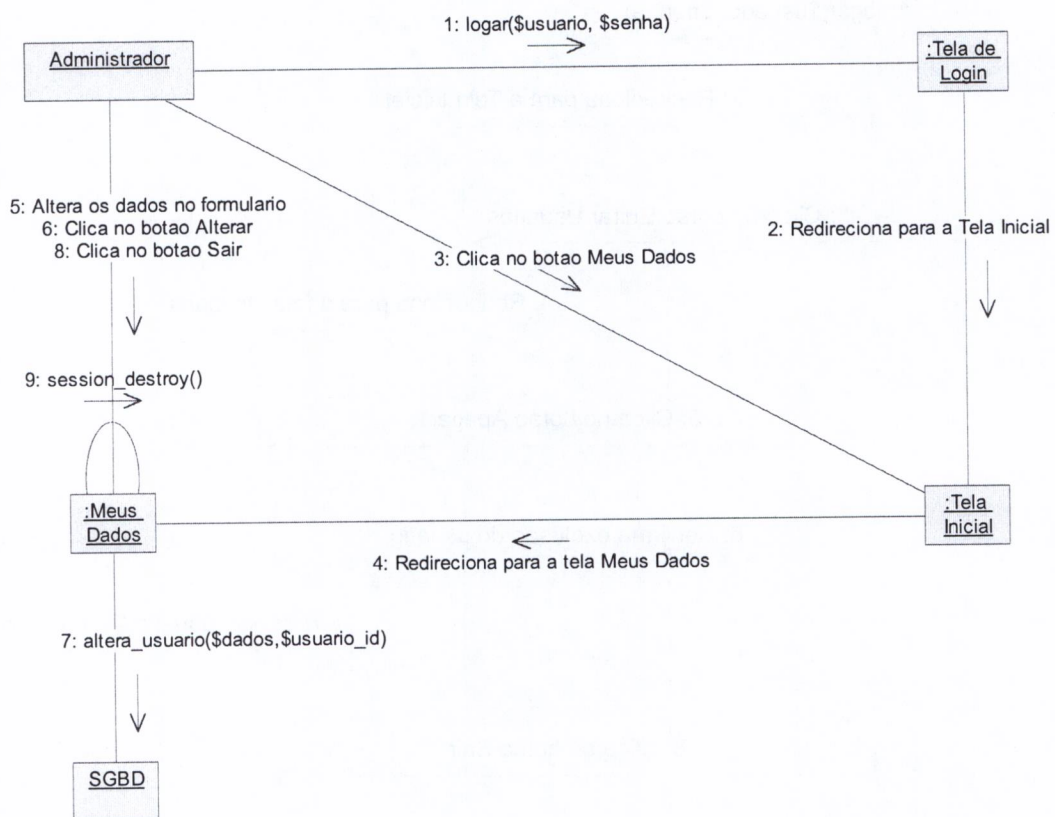 1: logar($usuario, $senha)
Administrador
:Tela de
Login
5: Altera os dados no formulario
6: Clica no botao Alterar
8: Clica no botao Sair
2: Redireciona para a Tela Inicial
3: Clica no botao Meus Dados
9: session_destroy()
:Meus
Dados
:Tela
Inicial
4: Redireciona para a tela Meus Dados
7: altera_usuario($dados,$usuario_id)
SGBD